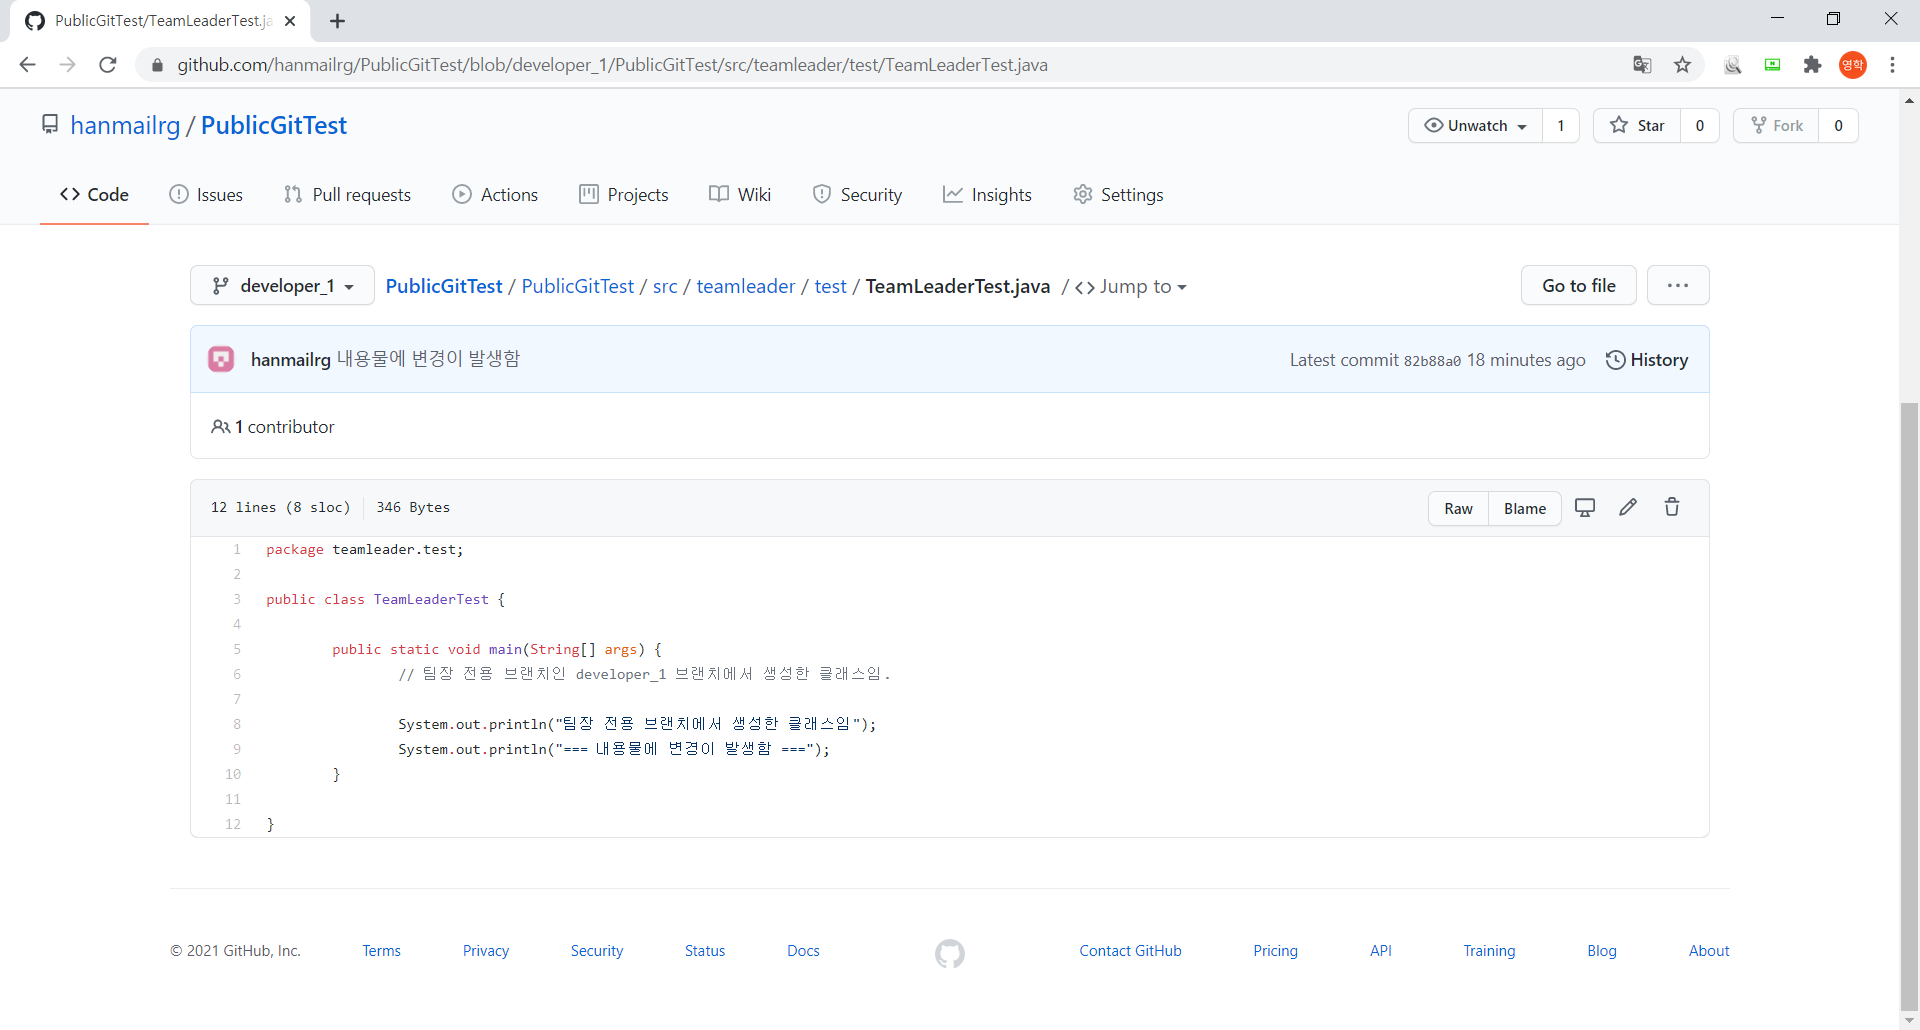 PublicGitTest/TeamLeaderTest.ja
github.com/hanmailrg/PublicGitTest/blob/developer_1/PublicGitTest/src/teamleader/test/TeamLeaderTest.java
영학
hanmailrg / PublicGitTest
Unwatch 1
Star 0
Fork 0
Code Issues Pull requests Actions Projects Wiki Security Insights Settings
developer_1 PublicGitTest / PublicGitTest / src / teamleader / test / TeamLeaderTest.java / <> Jump to
Go to file ...
hanmailrg 내용물에 변경이 발생함
Latest commit 82b88a0 18 minutes ago History
1 contributor
12 lines (8 sloc) 346 Bytes
Raw Blame
1 package teamleader.test;
2
3 public class TeamLeaderTest {
4
5 public static void main(String[] args) {
6 // 팀장 전용 브랜치인 developer_1 브랜치에서 생성한 클래스임.
7
8 System.out.println("팀장 전용 브랜치에서 생성한 클래스임");
9 System.out.println("=== 내용물에 변경이 발생함 ===");
10 }
11
12 }
© 2021 GitHub, Inc. Terms Privacy Security Status Docs Contact GitHub Pricing API Training Blog About